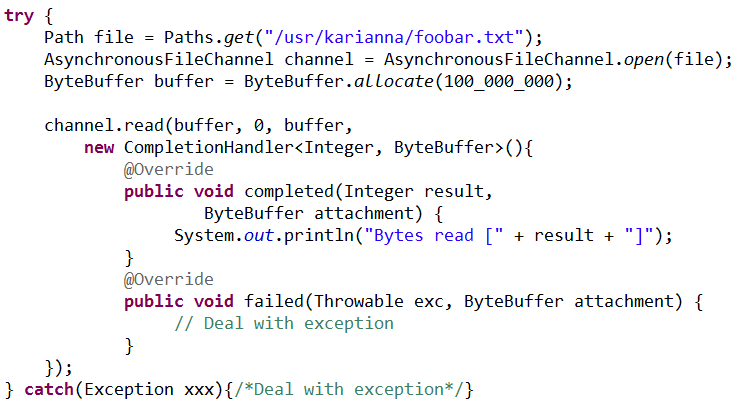 try {
    Path file = Paths.get("/usr/karianna/foobar.txt");
    AsynchronousFileChannel channel = AsynchronousFileChannel.open(file);
    ByteBuffer buffer = ByteBuffer.allocate(100_000_000);

    channel.read(buffer, 0, buffer,
        new CompletionHandler<Integer, ByteBuffer>(){
            @Override
            public void completed(Integer result,
                    ByteBuffer attachment) {
                 System.out.println("Bytes read [" + result + "]");
            }
            @Override
            public void failed(Throwable exc, ByteBuffer attachment) {
                 // Deal with exception
            }
    });
} catch(Exception xxx){/*Deal with exception*/}